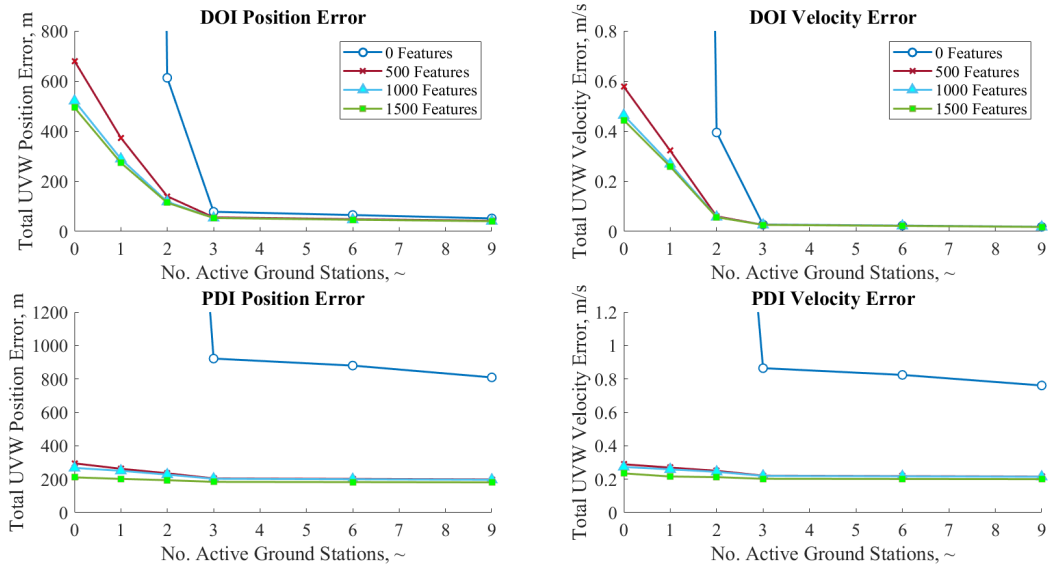 DOI Position Error
Total UVW Position Error, m
800
600
400
200
0
0 1 2 3 4 5 6 7 8 9
No. Active Ground Stations, ~
0 Features
500 Features
1000 Features
1500 Features
DOI Velocity Error
Total UVW Velocity Error, m/s
0.8
0.6
0.4
0.2
0
0 1 2 3 4 5 6 7 8 9
No. Active Ground Stations, ~
0 Features
500 Features
1000 Features
1500 Features
PDI Position Error
Total UVW Position Error, m
1200
1000
800
600
400
200
0
0 1 2 3 4 5 6 7 8 9
No. Active Ground Stations, ~
PDI Velocity Error
Total UVW Velocity Error, m/s
1.2
1
0.8
0.6
0.4
0.2
0
0 1 2 3 4 5 6 7 8 9
No. Active Ground Stations, ~